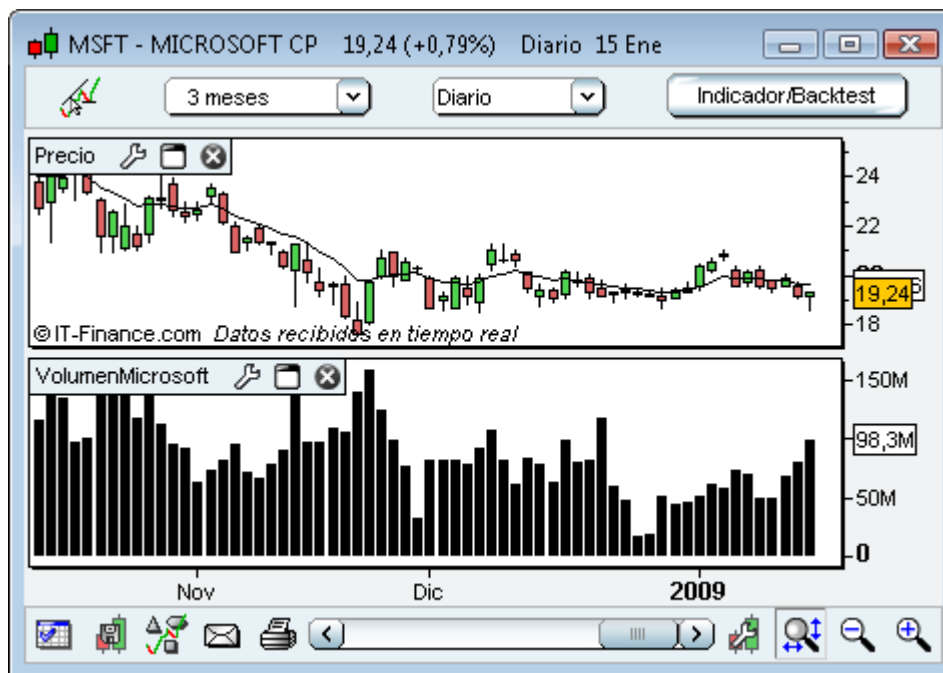 MSFT - MICROSOFT CP 19,24 (+0,79%) Diario 15 Ene
3 meses Diario Indicador/Backtest
Precio
24
22
19,24
18
© IT-Finance.com Datos recibidos en tiempo real
VolumenMicrosoft
150M
98,3M
50M
0
Nov Dic 2009